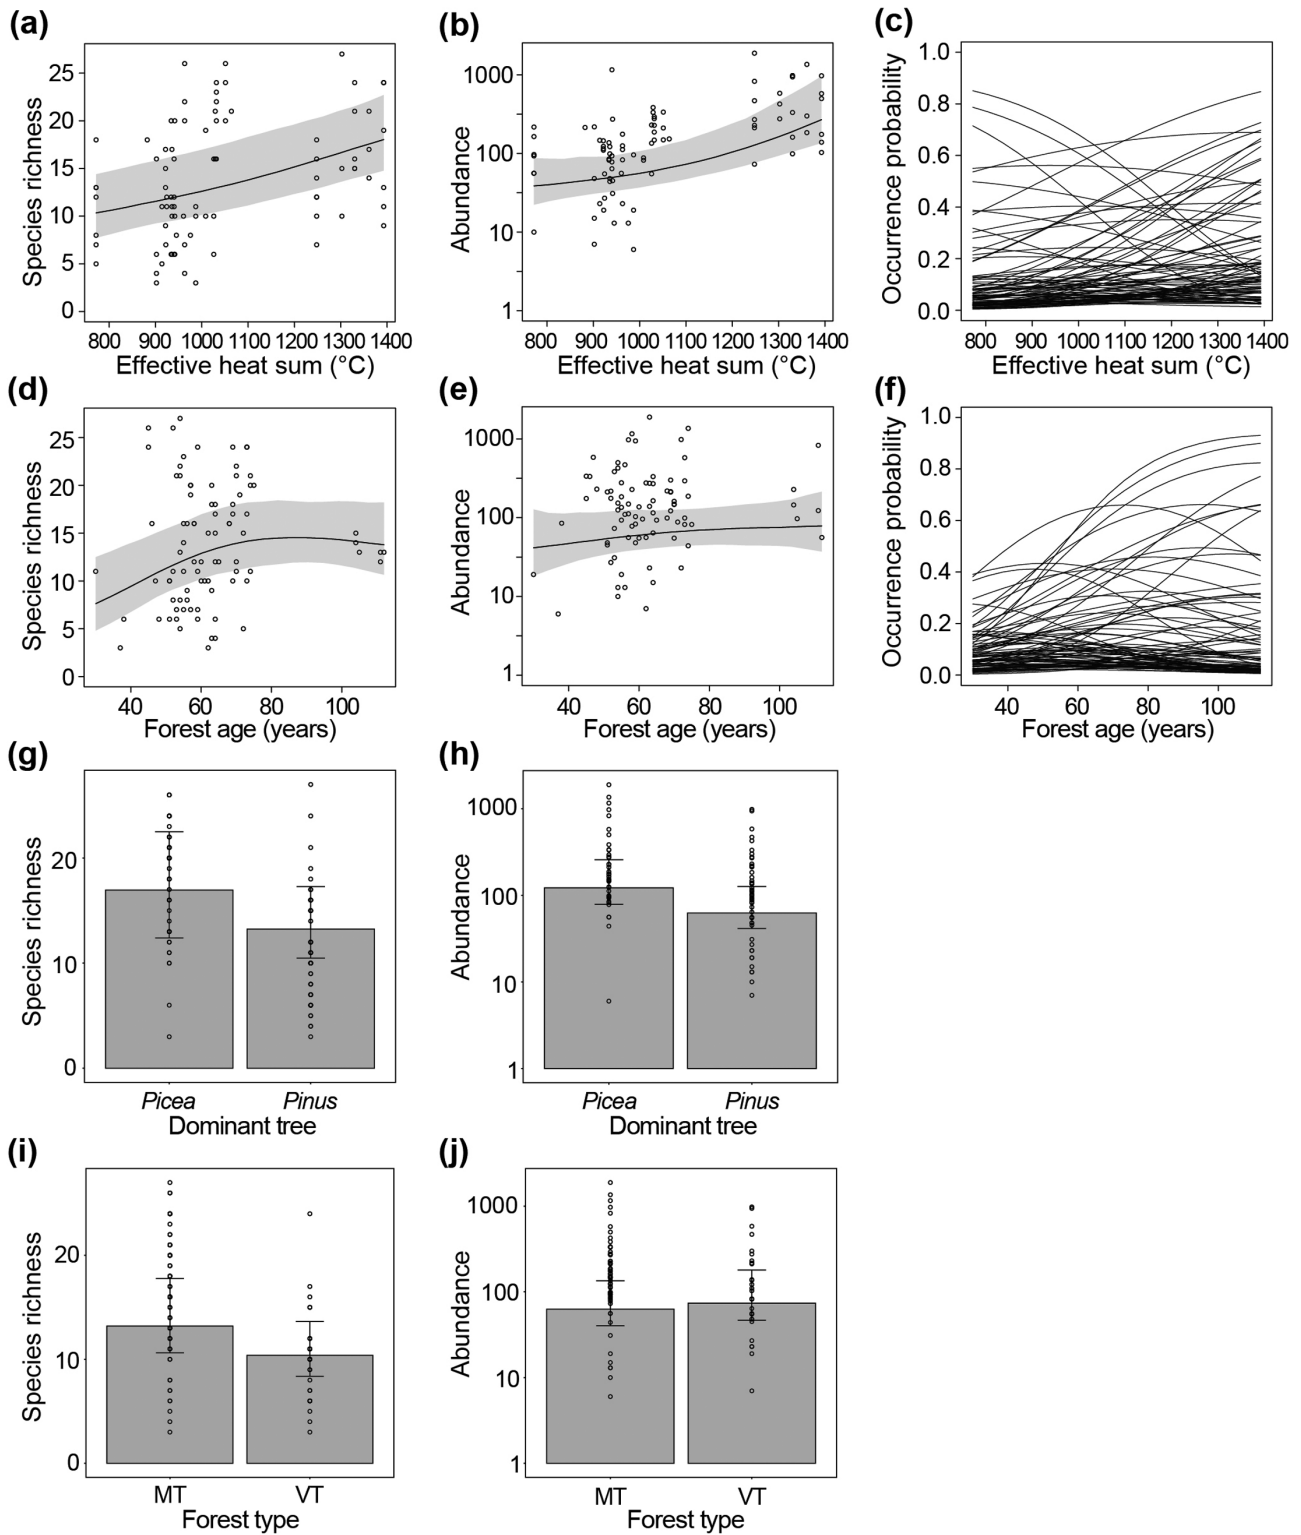 (a)
Species richness
25
20
15
10
5
0
800 900 1000 1100 1200 1300 1400
Effective heat sum (°C)
(b)
Abundance
1000
100
10
1
800 900 1000 1100 1200 1300 1400
Effective heat sum (°C)
(c)
Occurrence probability
1.0
0.8
0.6
0.4
0.2
0.0
800 900 1000 1100 1200 1300 1400
Effective heat sum (°C)
(d)
Species richness
25
20
15
10
5
0
40 60 80 100
Forest age (years)
(e)
Abundance
1000
100
10
1
40 60 80 100
Forest age (years)
(f)
Occurrence probability
1.0
0.8
0.6
0.4
0.2
0.0
40 60 80 100
Forest age (years)
(g)
Species richness
20
10
0
Picea Pinus
Dominant tree
(h)
Abundance
1000
100
10
1
Picea Pinus
Dominant tree
(i)
Species richness
20
10
0
MT VT
Forest type
(j)
Abundance
1000
100
10
1
MT VT
Forest type